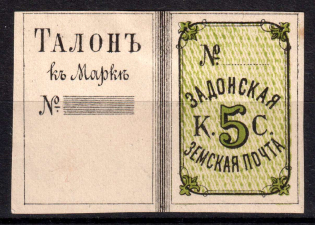 ТАЛОНЪ
къ Маркѣ
№
№
ЗАДОНСКАЯ
К. 5 С.
ЗЕМСКАЯ ПОЧТА